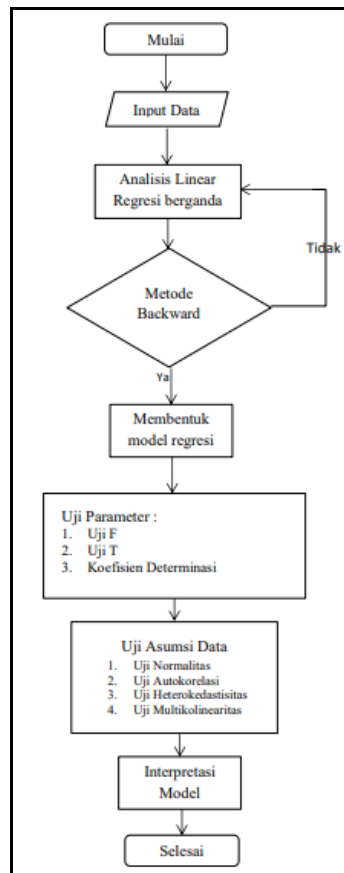 Mulai
Input Data
Analisis Linear
Regresi berganda
Tidak
Metode
Backward
Ya
Membentuk
model regresi
Uji Parameter :
1. Uji F
2. Uji T
3. Koefisien Determinasi
Uji Asumsi Data
1. Uji Normalitas
2. Uji Autokorelasi
3. Uji Heterokedastisitas
4. Uji Multikolinearitas
Interpretasi
Model
Selesai